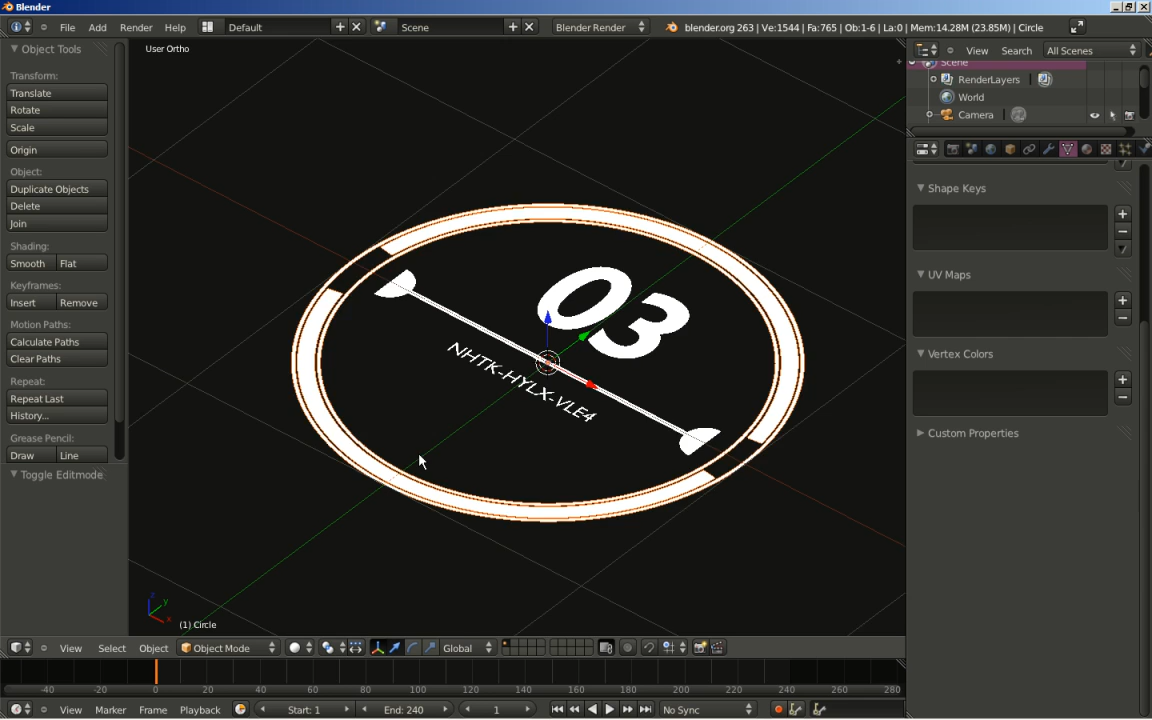 Blender
File Add Render Help Default Scene Blender Render blender.org 263 | Ve:1544 | Fa:765 | Ob:1-6 | La:0 | Mem:14.28M (23.85M) | Circle
Object Tools
Transform:
Translate
Rotate
Scale
Origin
Object:
Duplicate Objects
Delete
Join
Shading:
Smooth Flat
Keyframes:
Insert Remove
Motion Paths:
Calculate Paths
Clear Paths
Repeat:
Repeat Last
History...
Grease Pencil:
Draw Line
Toggle Editmode
User Ortho
03
NHTK-HYLX-VLE4
z
y
x
(1) Circle
View Search All Scenes
Scene
RenderLayers
World
Camera
Shape Keys
UV Maps
Vertex Colors
Custom Properties
View Select Object Object Mode Global
-40 -20 0 20 40 60 80 100 120 140 160 180 200 220 240 260 280
View Marker Frame Playback Start: 1 End: 240 1 No Sync